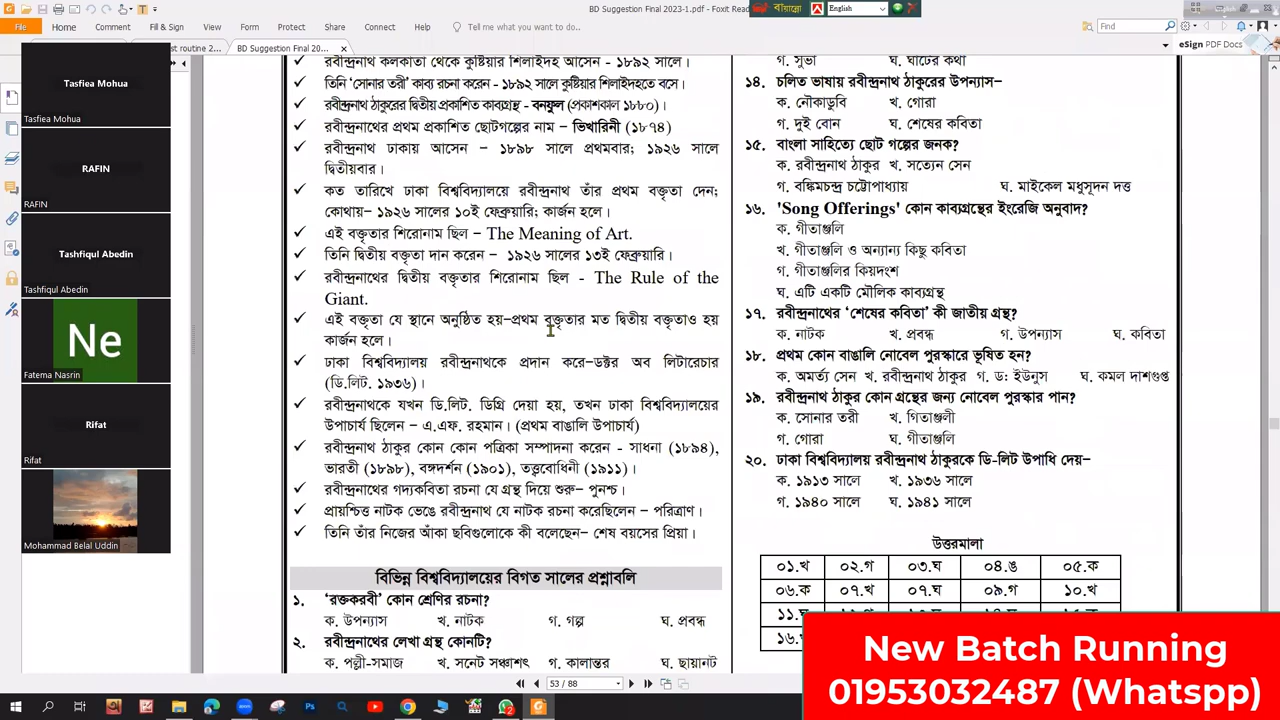 BD Suggestion Final 2023-1.pdf - Foxit Read
English
File
Home
Comment
View
Form
Protect
Share
Connect
Help
Tell me what you want to do...
Find
st routine 2...
BD Suggestion Final 20...
eSign PDF Docs
Tasfiea Mohua
Tasfiea Mohua
RAFIN
RAFIN
Tashfiqul Abedin
Tashfiqul Abedin
Ne
Fatema Nasrin
Rifat
Rifat
Mohammad Belal Uddin
রবীন্দ্রনাথ কলকাতা থেকে কুষ্টিয়ার শিলাইদহ আসেন - ১৮৯২ সালে।
তিনি ‘সোনার তরী’ কাব্য রচনা করেন - ১৮৯২ সালে কুষ্টিয়ার শিলাইদহতে বসে।
রবীন্দ্রনাথ ঠাকুরের দ্বিতীয় প্রকাশিত কাব্যগ্রন্থ - বনফুল (প্রকাশকাল ১৮৮০)।
রবীন্দ্রনাথের প্রথম প্রকাশিত ছোটগল্পের নাম – ভিখারিনী (১৮৭৪)
রবীন্দ্রনাথ ঢাকায় আসেন – ১৮৯৮ সালে প্রথমবার; ১৯২৬ সালে
দ্বিতীয়বার।
কত তারিখে ঢাকা বিশ্ববিদ্যালয়ে রবীন্দ্রনাথ তাঁর প্রথম বক্তৃতা দেন;
কোথায়- ১৯২৬ সালের ১০ই ফেব্রুয়ারি; কার্জন হলে।
এই বক্তৃতার শিরোনাম ছিল – The Meaning of Art.
তিনি দ্বিতীয় বক্তৃতা দান করেন - ১৯২৬ সালের ১৩ই ফেব্রুয়ারি।
রবীন্দ্রনাথের দ্বিতীয় বক্তৃতার শিরোনাম ছিল - The Rule of the
Giant.
এই বক্তৃতা যে স্থানে অনুষ্ঠিত হয়–প্রথম বক্তৃতার মত দ্বিতীয় বক্তৃতাও হয়
কার্জন হলে।
ঢাকা বিশ্ববিদ্যালয় রবীন্দ্রনাথকে প্রদান করে–ডক্টর অব লিটারেচার
(ডি.লিট. ১৯৩৬)।
রবীন্দ্রনাথকে যখন ডি.লিট. ডিগ্রি দেয়া হয়, তখন ঢাকা বিশ্ববিদ্যালয়ের
উপাচার্য ছিলেন – এ.এফ. রহমান। (প্রথম বাঙালি উপাচার্য)
রবীন্দ্রনাথ ঠাকুর কোন কোন পত্রিকা সম্পাদনা করেন - সাধনা (১৮৯৪),
ভারতী (১৮৯৮), বঙ্গদর্শন (১৯০১), তত্ত্ববোধিনী (১৯১১)।
রবীন্দ্রনাথের গদ্যকবিতা রচনা যে গ্রন্থ দিয়ে শুরু– পুনশ্চ।
প্রায়শ্চিত্ত নাটক ভেঙে রবীন্দ্রনাথ যে নাটক রচনা করেছিলেন – পরিত্রাণ।
তিনি তাঁর নিজের আঁকা ছবিগুলোকে কী বলেছেন– শেষ বয়সের প্রিয়া।
বিভিন্ন বিশ্ববিদ্যালয়ের বিগত সালের প্রশ্নাবলি
১. ‘রক্তকরবী’ কোন শ্রেণির রচনা?
ক. উপন্যাস খ. নাটক গ. গল্প ঘ. প্রবন্ধ
২. রবীন্দ্রনাথের লেখা গ্রন্থ কোনটি?
ক. পল্লী-সমাজ খ. সনেট সঞ্চাশৎ গ. কালান্তর ঘ. ছায়ানট
গ. সুভা ঘ. ঘাটের কথা
১৪. চলিত ভাষায় রবীন্দ্রনাথ ঠাকুরের উপন্যাস–
ক. নৌকাডুবি খ. গোরা
গ. দুই বোন ঘ. শেষের কবিতা
১৫. বাংলা সাহিত্যে ছোট গল্পের জনক?
ক. রবীন্দ্রনাথ ঠাকুর খ. সত্যেন সেন
গ. বঙ্কিমচন্দ্র চট্টোপাধ্যায় ঘ. মাইকেল মধুসূদন দত্ত
১৬. 'Song Offerings' কোন কাব্যগ্রন্থের ইংরেজি অনুবাদ?
ক. গীতাঞ্জলি
খ. গীতাঞ্জলি ও অন্যান্য কিছু কবিতা
গ. গীতাঞ্জলির কিয়দংশ
ঘ. এটি একটি মৌলিক কাব্যগ্রন্থ
১৭. রবীন্দ্রনাথের ‘শেষের কবিতা’ কী জাতীয় গ্রন্থ?
ক. নাটক খ. প্রবন্ধ গ. উপন্যাস ঘ. কবিতা
১৮. প্রথম কোন বাঙালি নোবেল পুরস্কারে ভূষিত হন?
ক. অমর্ত্য সেন খ. রবীন্দ্রনাথ ঠাকুর গ. ড: ইউনুস ঘ. কমল দাশগুপ্ত
১৯. রবীন্দ্রনাথ ঠাকুর কোন গ্রন্থের জন্য নোবেল পুরস্কার পান?
ক. সোনার তরী খ. গিতাঞ্জলী
গ. গোরা ঘ. গীতাঞ্জলি
২০. ঢাকা বিশ্ববিদ্যালয় রবীন্দ্রনাথ ঠাকুরকে ডি-লিট উপাধি দেয়–
ক. ১৯১৩ সালে খ. ১৯৩৬ সালে
গ. ১৯৪০ সালে ঘ. ১৯৪১ সালে
উত্তরমালা
০১.খ ০২.গ ০৩.ঘ ০৪.ঙ ০৫.ক
০৬.ক ০৭.খ ০৭.ঘ ০৯.গ ১০.খ
53 / 88
New Batch Running
01953032487 (Whatspp)